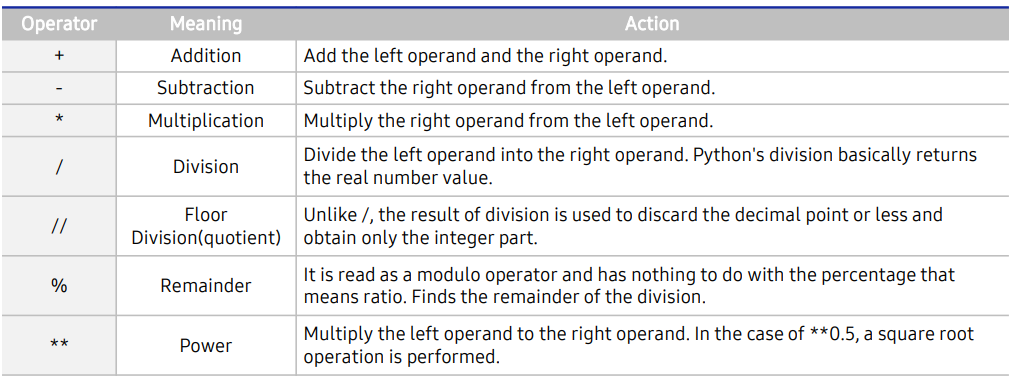 Operator Meaning Action
+ Addition Add the left operand and the right operand.
- Subtraction Subtract the right operand from the left operand.
* Multiplication Multiply the right operand from the left operand.
/ Division Divide the left operand into the right operand. Python's division basically returns
the real number value.
// Floor
Division(quotient) Unlike /, the result of division is used to discard the decimal point or less and
obtain only the integer part.
% Remainder It is read as a modulo operator and has nothing to do with the percentage that
means ratio. Finds the remainder of the division.
** Power Multiply the left operand to the right operand. In the case of **0.5, a square root
operation is performed.